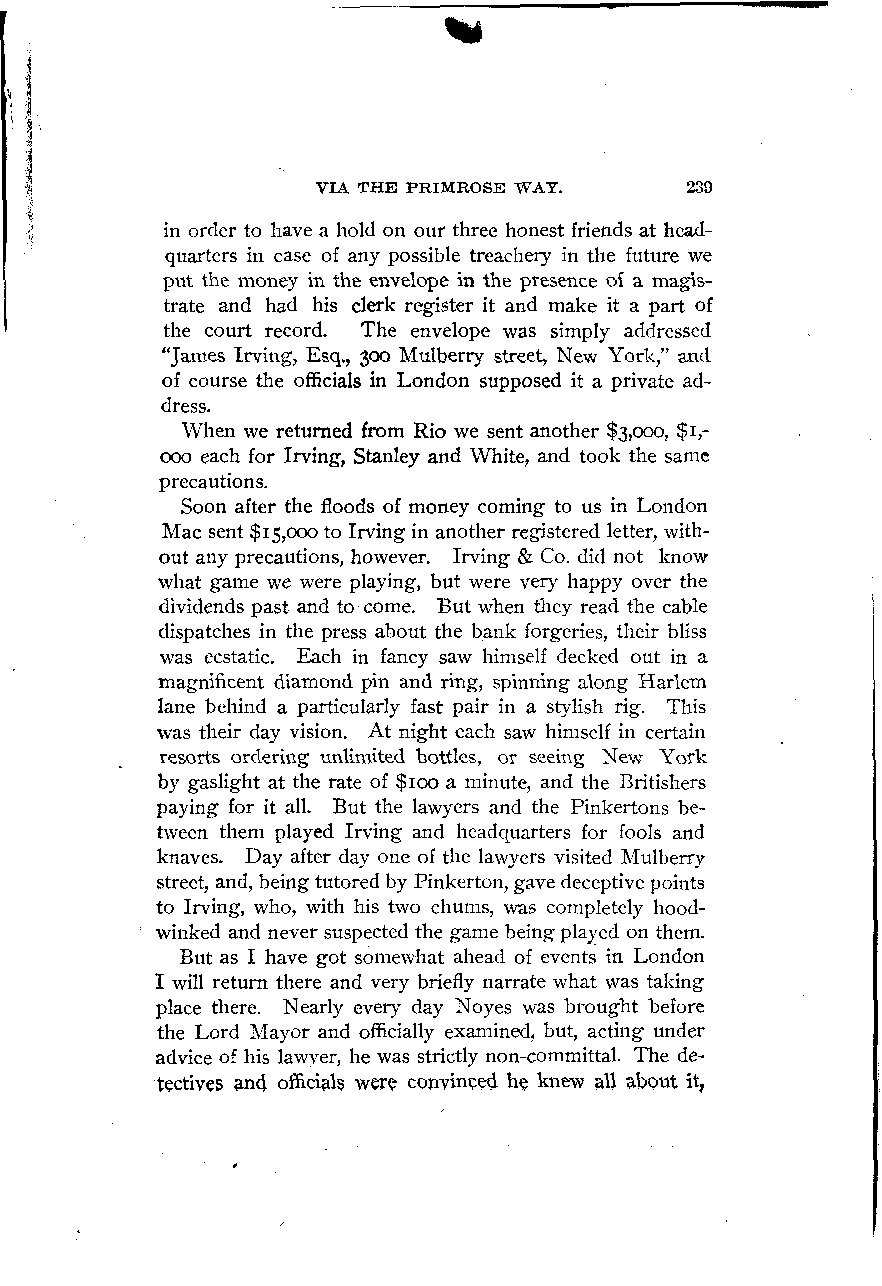 VIA THE PRIMROSE WAY. 239
in order to have a hold on our three honest friends at head-
quarters in case of any possible treachery in the future we
put the money in the envelope in the presence of a magis-
trate and had his clerk register it and make it a part of
the court record. The envelope was simply addressed
“James Irving, Esq., 300 Mulberry street, New York,” and
of course the officials in London supposed it a private ad-
dress.
When we returned from Rio we sent another $3,000, $1,-
000 each for Irving, Stanley and White, and took the same
precautions.
Soon after the floods of money coming to us in London
Mac sent $15,000 to Irving in another registered letter, with-
out any precautions, however. Irving & Co. did not know
what game we were playing, but were very happy over the
dividends past and to come. But when they read the cable
dispatches in the press about the bank forgeries, their bliss
was ecstatic. Each in fancy saw himself decked out in a
magnificent diamond pin and ring, spinning along Harlem
lane behind a particularly fast pair in a stylish rig. This
was their day vision. At night each saw himself in certain
resorts ordering unlimited bottles, or seeing New York
by gaslight at the rate of $100 a minute, and the Britishers
paying for it all. But the lawyers and the Pinkertons be-
tween them played Irving and headquarters for fools and
knaves. Day after day one of the lawyers visited Mulberry
street, and, being tutored by Pinkerton, gave deceptive points
to Irving, who, with his two chums, was completely hood-
winked and never suspected the game being played on them.
But as I have got somewhat ahead of events in London
I will return there and very briefly narrate what was taking
place there. Nearly every day Noyes was brought before
the Lord Mayor and officially examined, but, acting under
advice of his lawyer, he was strictly non-committal. The de-
tectives and officials were convinced he knew all about it,